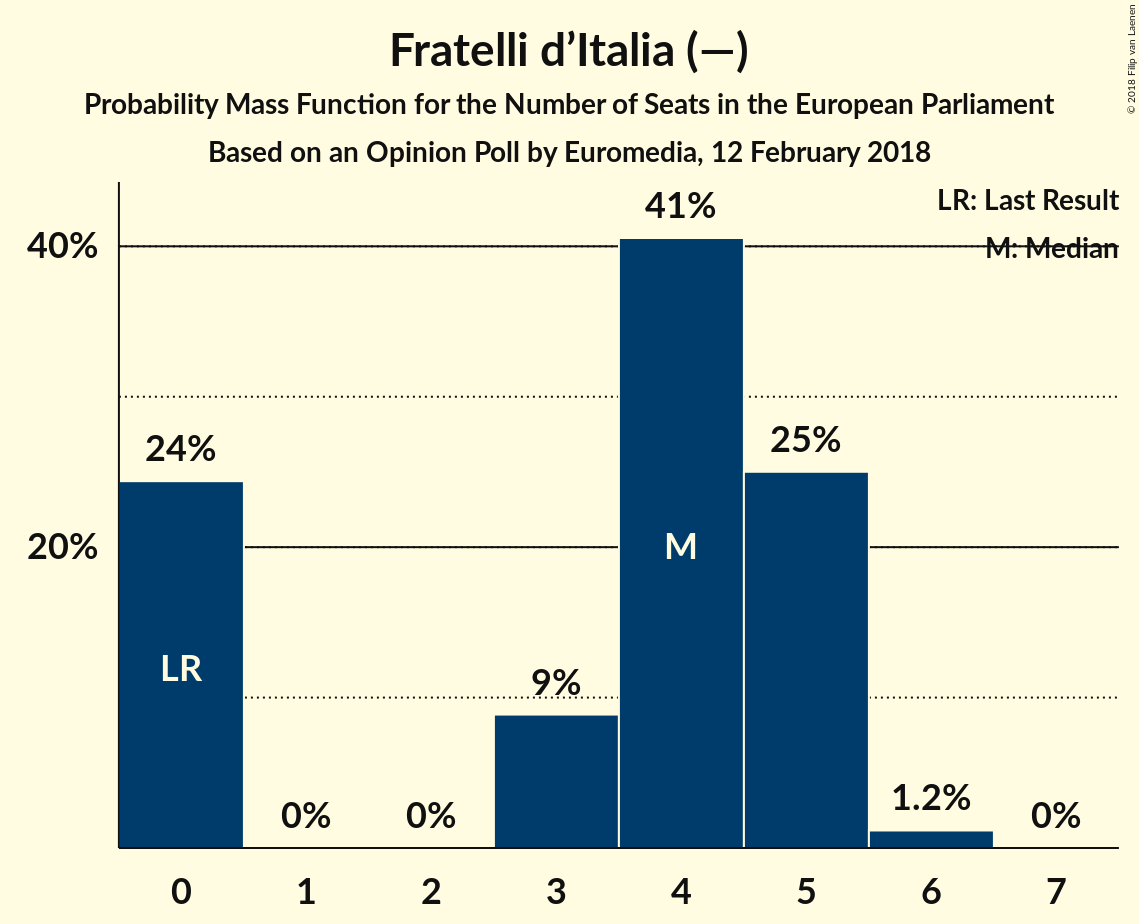 Fratelli d’Italia (—)
Probability Mass Function for the Number of Seats in the European Parliament
Based on an Opinion Poll by Euromedia, 12 February 2018
© 2018 Filip van Laenen
LR: Last Result
M: Median
40%
20%
24%
0%
0%
9%
41%
25%
1.2%
0%
LR
M
0 1 2 3 4 5 6 7